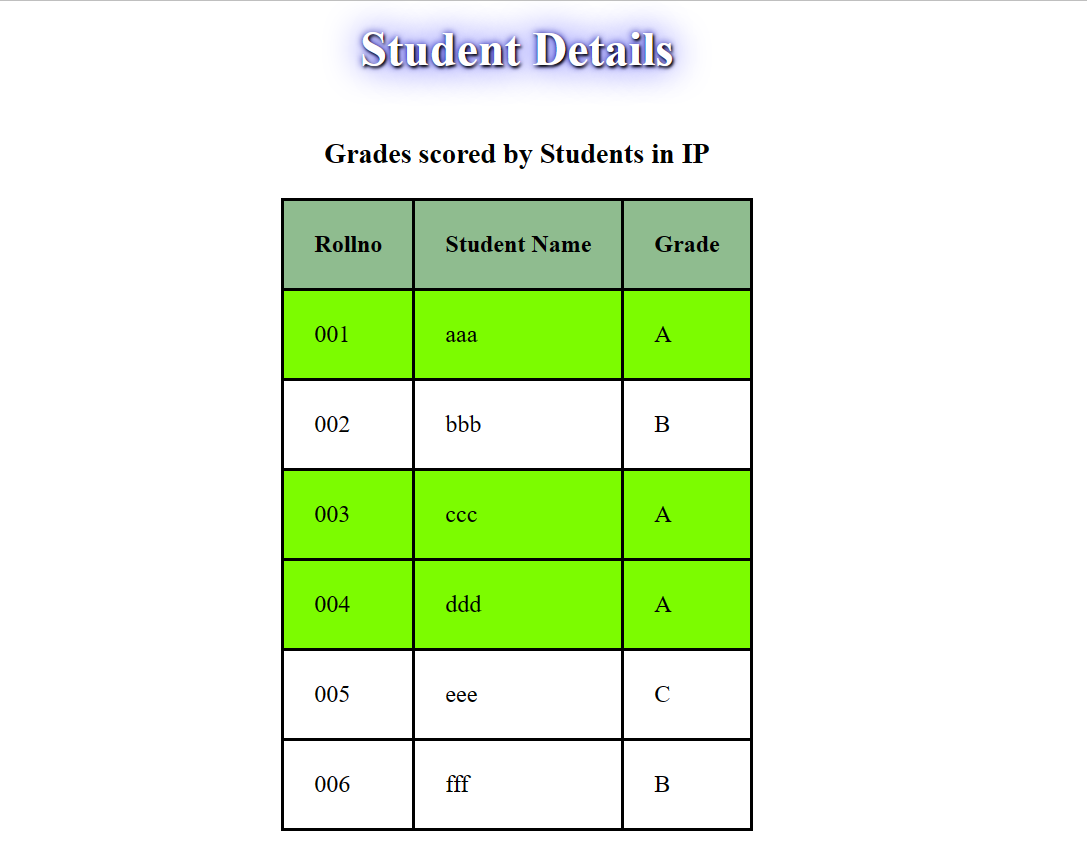 Student Details
Grades scored by Students in IP
Rollno Student Name Grade
001 aaa A
002 bbb B
003 ccc A
004 ddd A
005 eee C
006 fff B